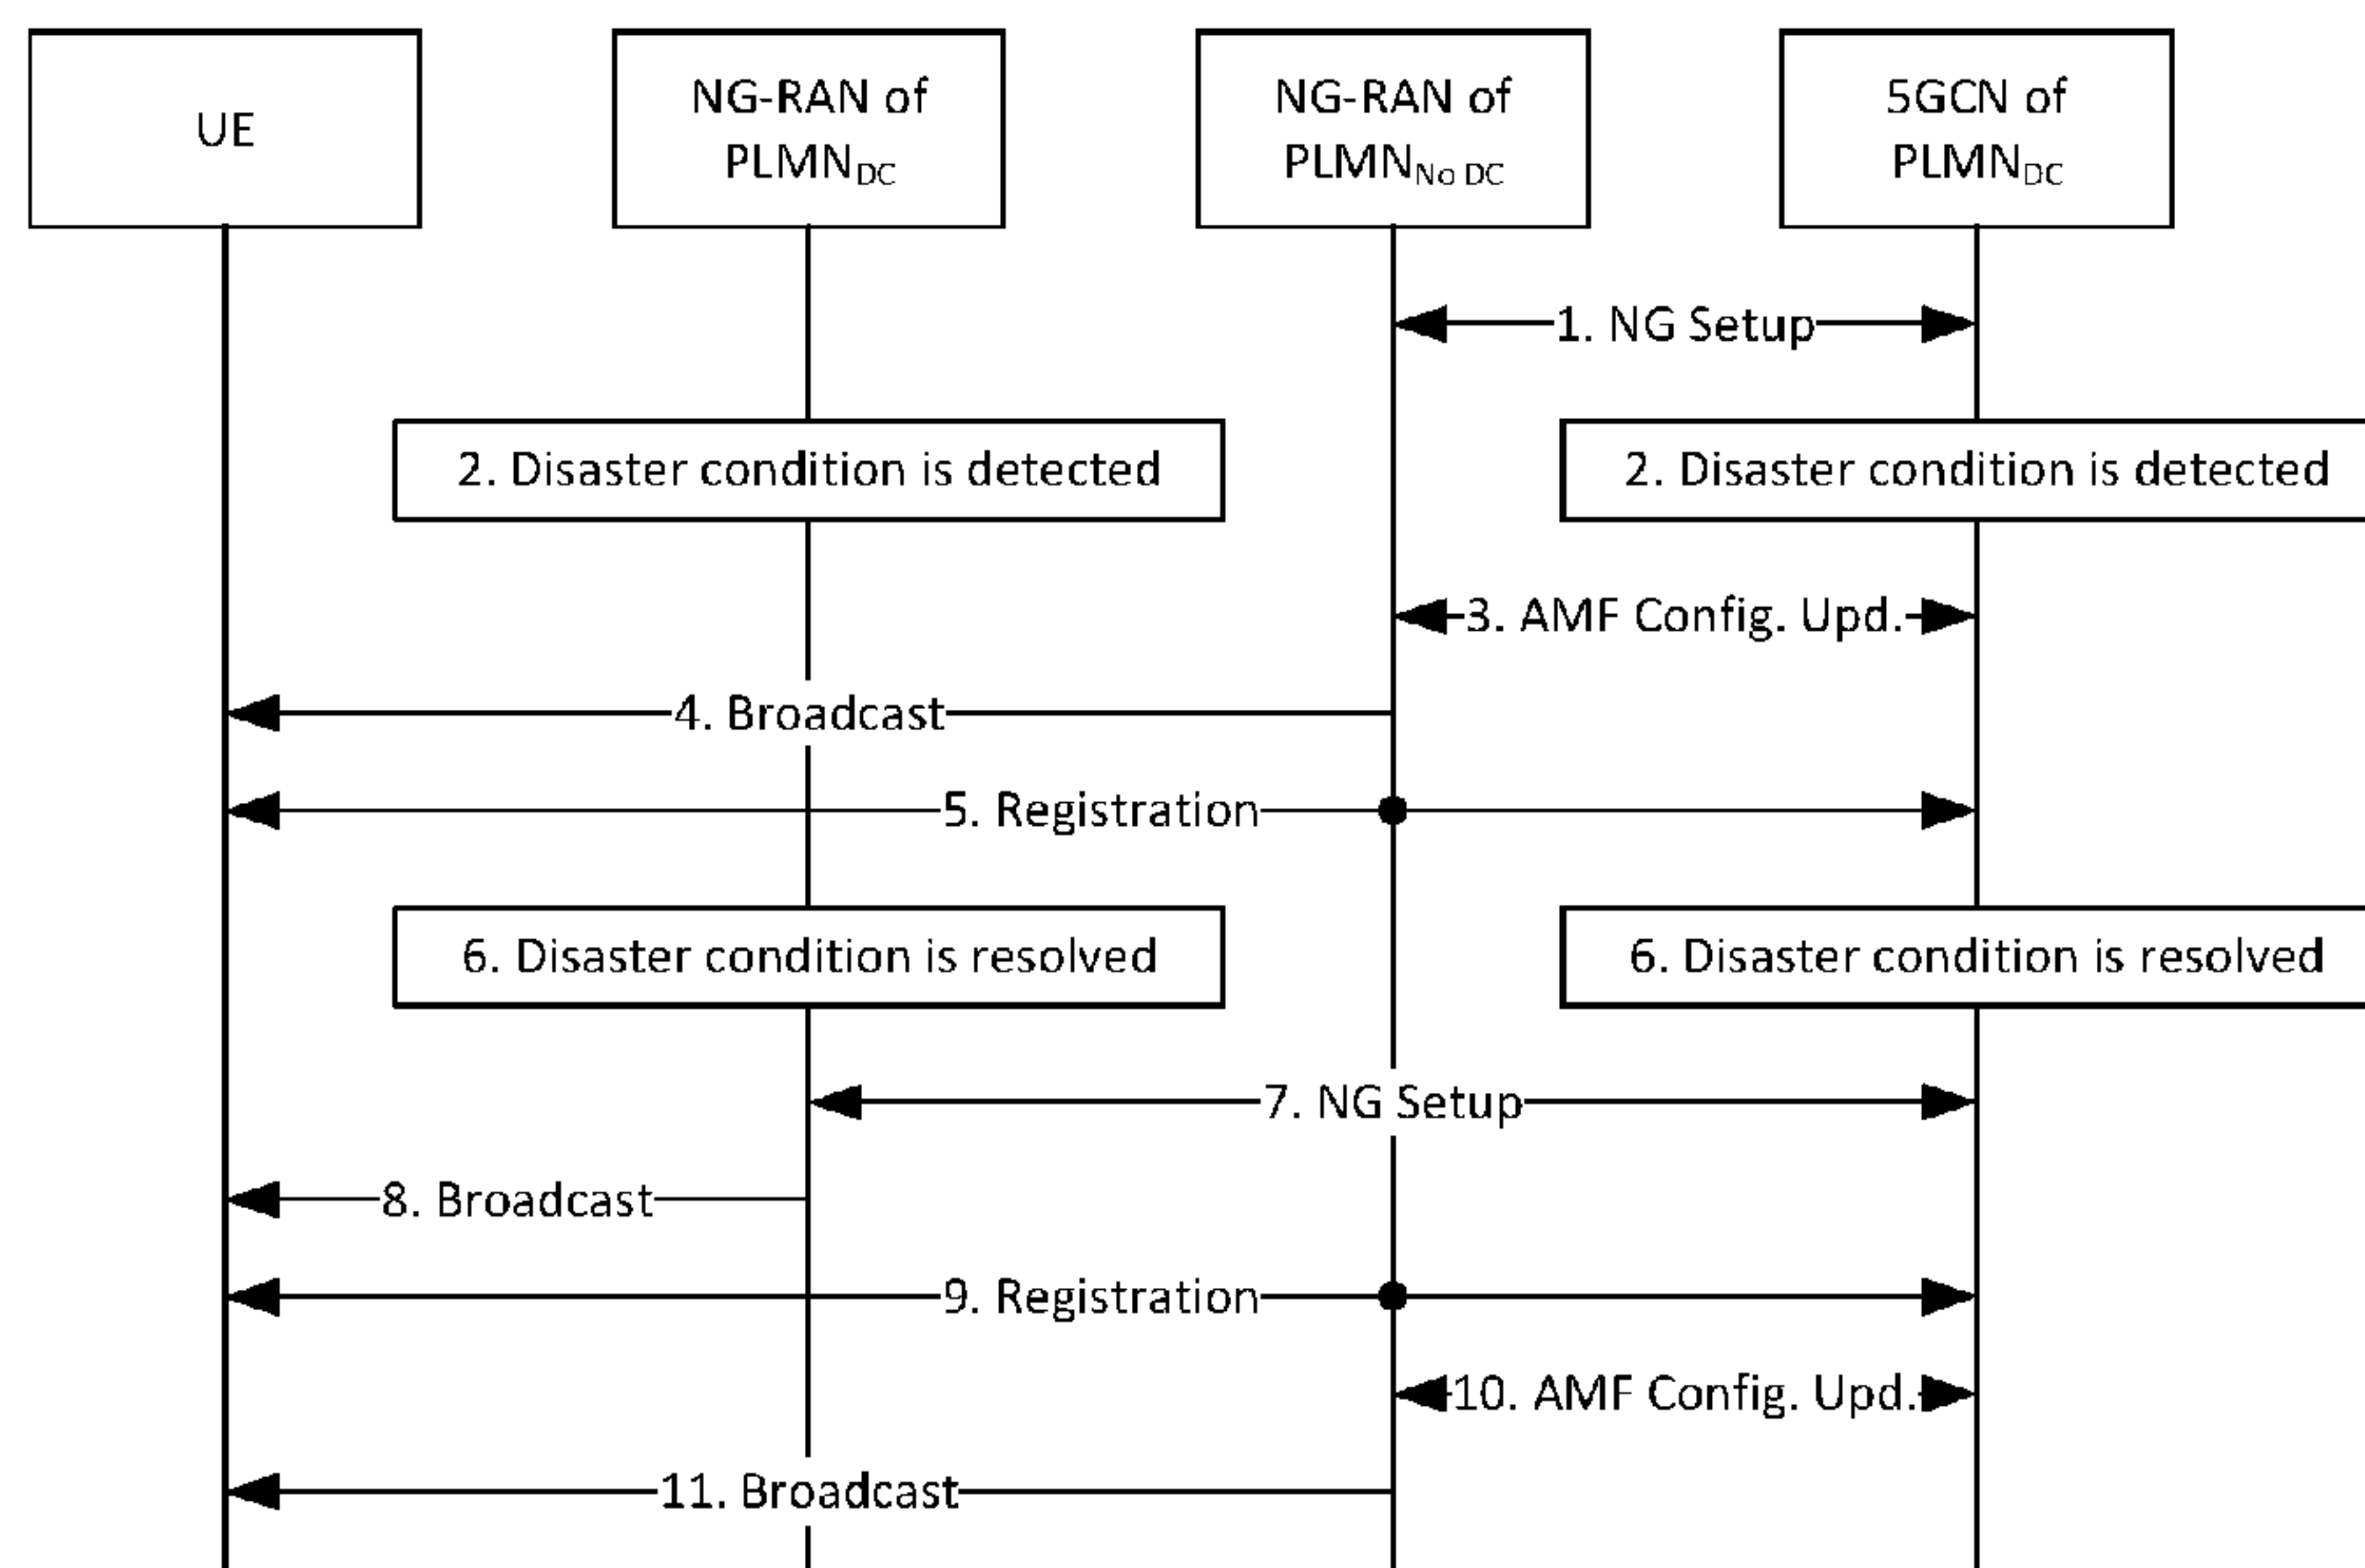 UE
NG-RAN of
PLMNDC
NG-RAN of
PLMNNo DC
5GCN of
PLMNDC
1. NG Setup
2. Disaster condition is detected
2. Disaster condition is detected
3. AMF Config. Upd.
4. Broadcast
5. Registration
6. Disaster condition is resolved
6. Disaster condition is resolved
7. NG Setup
8. Broadcast
9. Registration
10. AMF Config. Upd.
11. Broadcast